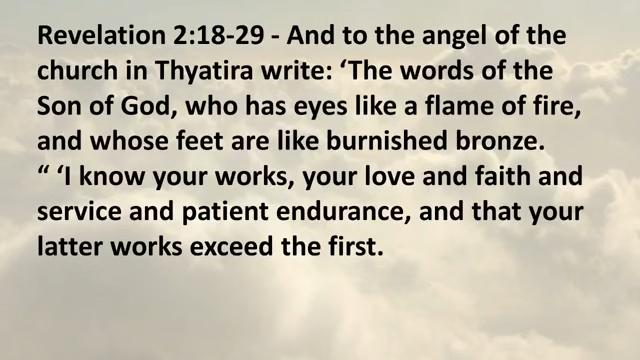 Revelation 2:18-29 - And to the angel of the
church in Thyatira write: ‘The words of the
Son of God, who has eyes like a flame of fire,
and whose feet are like burnished bronze.
“ ‘I know your works, your love and faith and
service and patient endurance, and that your
latter works exceed the first.